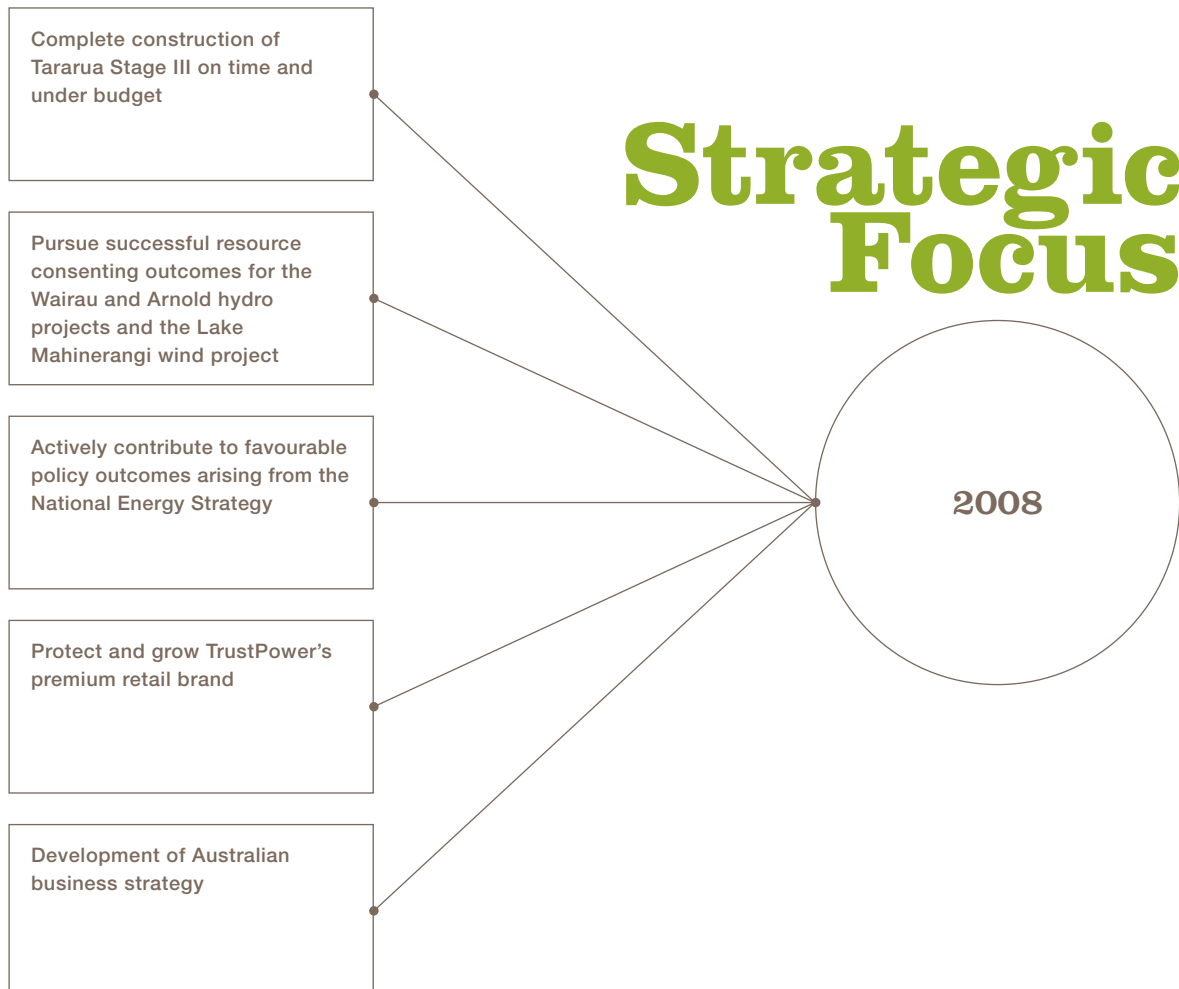 Complete construction of
Tararua Stage III on time and
under budget
Strategic
Focus
Pursue successful resource
consenting outcomes for the
Wairau and Arnold hydro
projects and the Lake
Mahinerangi wind project
Actively contribute to favourable
policy outcomes arising from the
National Energy Strategy
2008
Protect and grow TrustPower’s
premium retail brand
Development of Australian
business strategy